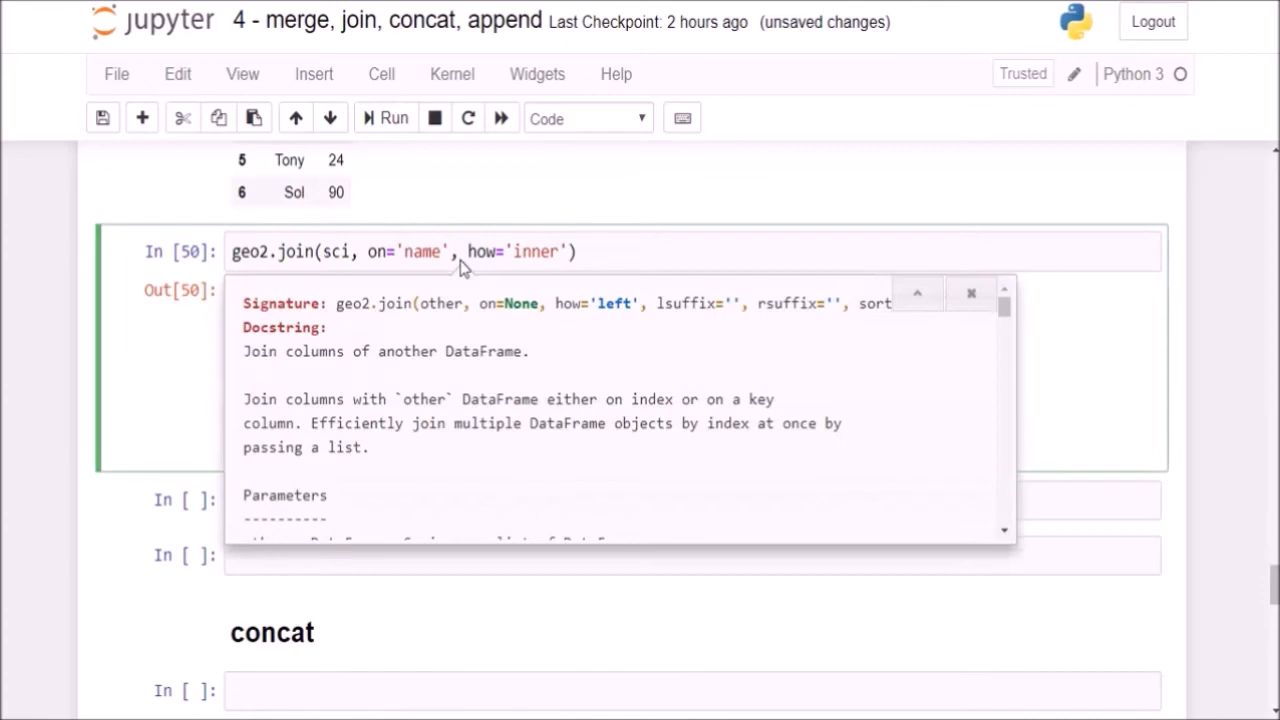 jupyter 4 - merge, join, concat, append Last Checkpoint: 2 hours ago (unsaved changes) Logout
File Edit View Insert Cell Kernel Widgets Help Trusted Python 3
Run Code
5 Tony 24
6 Sol 90
In [50]: geo2.join(sci, on='name', how='inner')
Out[50]:
Signature: geo2.join(other, on=None, how='left', lsuffix='', rsuffix='', sort
Docstring:
Join columns of another DataFrame.
Join columns with `other` DataFrame either on index or on a key
column. Efficiently join multiple DataFrame objects by index at once by
passing a list.
Parameters
----------
In [ ]:
In [ ]:
concat
In [ ]: